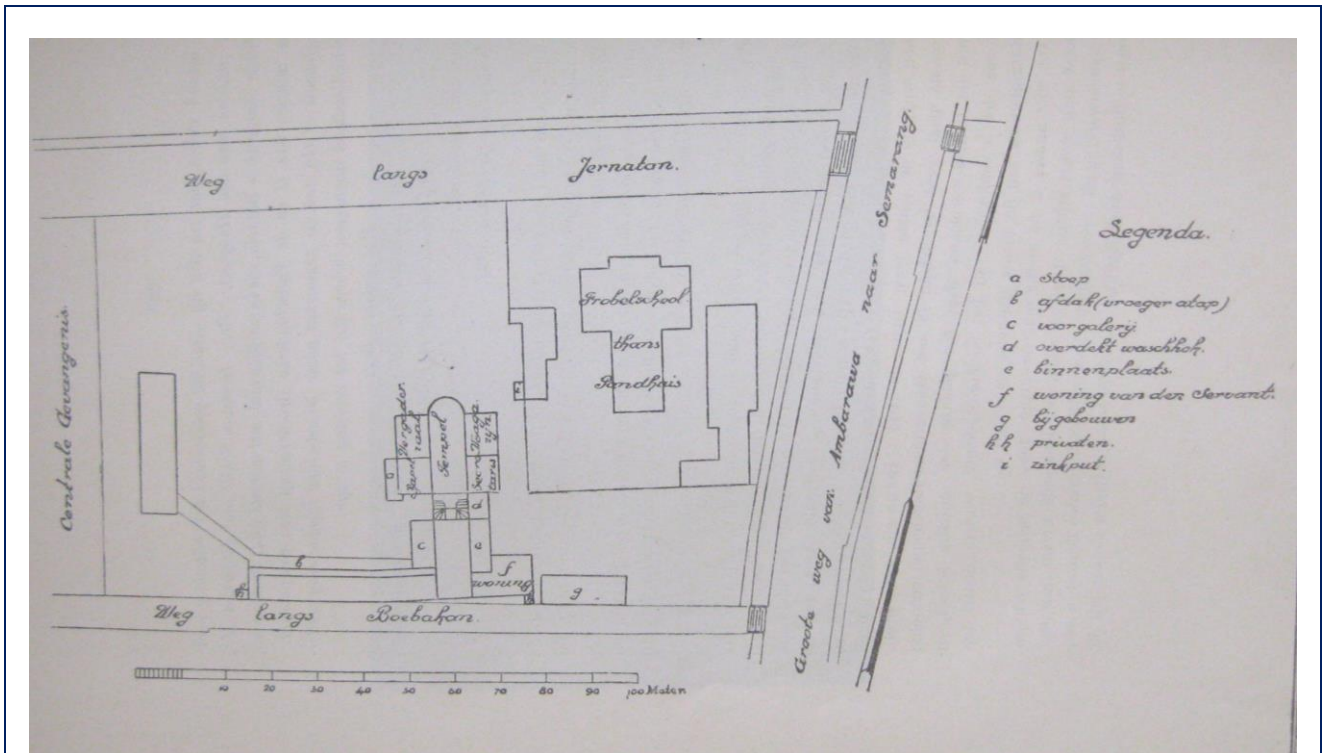 Weg langs Jernatan.
Centrale Gevangenis.
Frobelschool
thans
Pandhuis
Tempel
Groote weg van Ambarawa naar Semarang.
Legenda.
a stoep
b afdak (vroeger atap)
c voorgalerij
d overdekt waschhok.
e binnenplaats.
f woning van den Servant.
g bijgebouwen
h h privaten.
i zinkput.
b
c
f
woning
g.
Weg langs Boebakan.
10 20 30 40 50 60 70 80 90 100 Meters